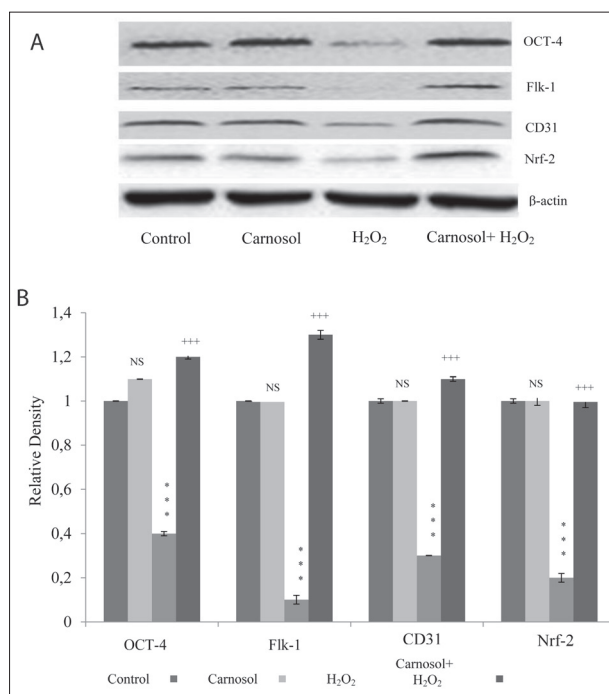 A
OCT-4
Flk-1
CD31
Nrf-2
β-actin
Control Carnosol H₂O₂ Carnosol+ H₂O₂
B
Relative Density
1,4
1,2
1
0,8
0,6
0,4
0,2
0
NS *** +++
NS *** +++
NS *** +++
NS *** +++
OCT-4 Flk-1 CD31 Nrf-2
Control Carnosol H₂O₂ Carnosol+
H₂O₂